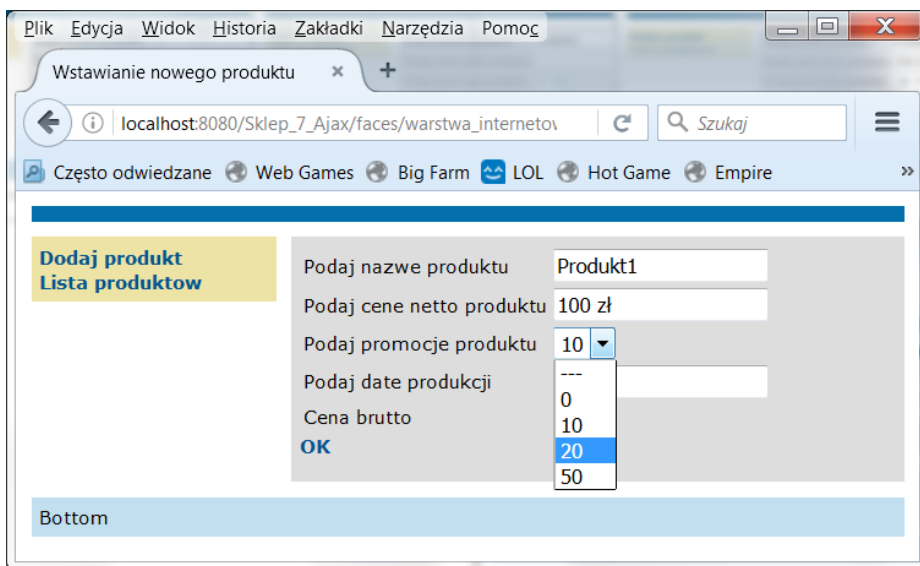 Plik Edycja Widok Historia Zakładki Narzędzia Pomoc
Wstawianie nowego produktu × +
localhost:8080/Sklep_7_Ajax/faces/warstwa_internetov Szukaj
Często odwiedzane Web Games Big Farm LOL Hot Game Empire »
Dodaj produkt
Lista produktow
Podaj nazwe produktu Produkt1
Podaj cene netto produktu 100 zł
Podaj promocje produktu 10
---
Podaj date produkcji
0
Cena brutto
10
OK
20
50
Bottom